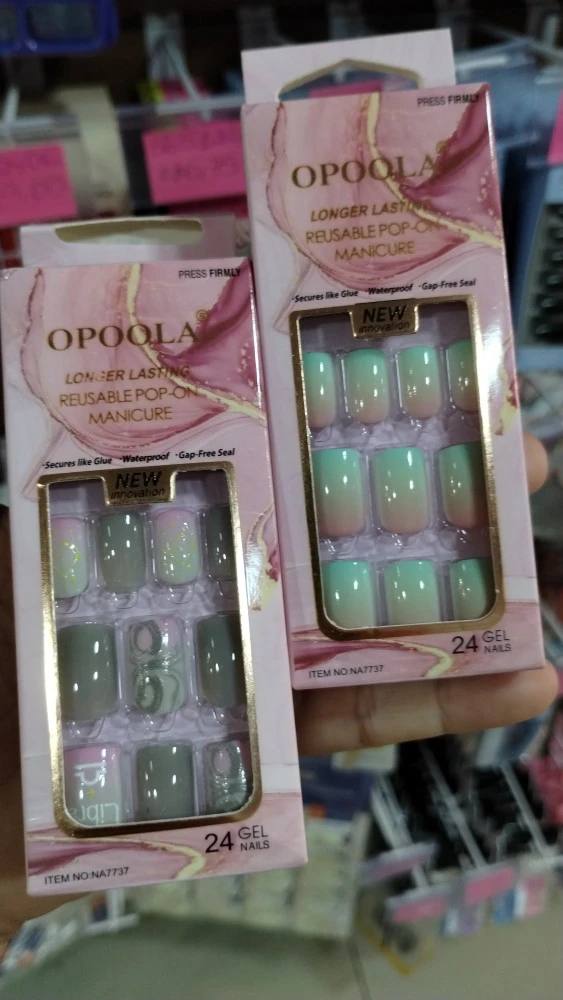 PRESS FIRMLY
OPOOLA®
LONGER LASTING
REUSABLE POP-ON
MANICURE
·Secures like Glue ·Waterproof ·Gap-Free Seal
NEW
innovation
24 GEL
NAILS
ITEM NO:NA7737
PRESS FIRMLY
OPOOLA®
LONGER LASTING
REUSABLE POP-ON
MANICURE
·Secures like Glue ·Waterproof ·Gap-Free Seal
NEW
innovation
Libra
24 GEL
NAILS
ITEM NO:NA7737